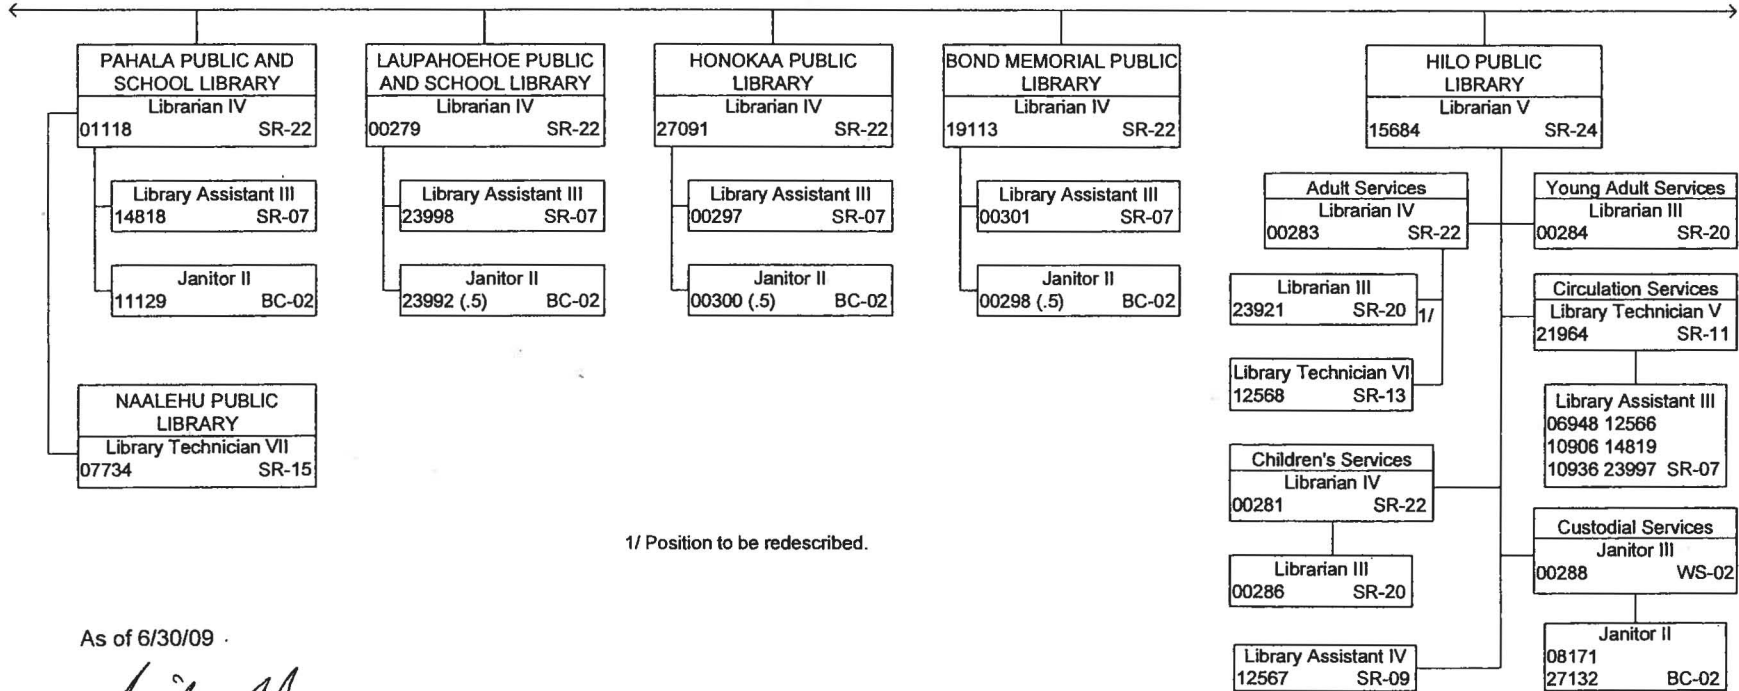 PAHALA PUBLIC AND
SCHOOL LIBRARY
Librarian IV
01118 SR-22
Library Assistant III
14818 SR-07
Janitor II
11129 BC-02
NAALEHU PUBLIC
LIBRARY
Library Technician VII
07734 SR-15
LAUPAHOEHOE PUBLIC
AND SCHOOL LIBRARY
Librarian IV
00279 SR-22
Library Assistant III
23998 SR-07
Janitor II
23992 (.5) BC-02
HONOKAA PUBLIC
LIBRARY
Librarian IV
27091 SR-22
Library Assistant III
00297 SR-07
Janitor II
00300 (.5) BC-02
BOND MEMORIAL PUBLIC
LIBRARY
Librarian IV
19113 SR-22
Library Assistant III
00301 SR-07
Janitor II
00298 (.5) BC-02
HILO PUBLIC
LIBRARY
Librarian V
15684 SR-24
Adult Services
Librarian IV
00283 SR-22
Librarian III
23921 SR-20 1/
Library Technician VI
12568 SR-13
Children's Services
Librarian IV
00281 SR-22
Librarian III
00286 SR-20
Library Assistant IV
12567 SR-09
Young Adult Services
Librarian III
00284 SR-20
Circulation Services
Library Technician V
21964 SR-11
Library Assistant III
06948 12566
10906 14819
10936 23997 SR-07
Custodial Services
Janitor III
00288 WS-02
Janitor II
08171
27132 BC-02
1/ Position to be redescribed.
As of 6/30/09